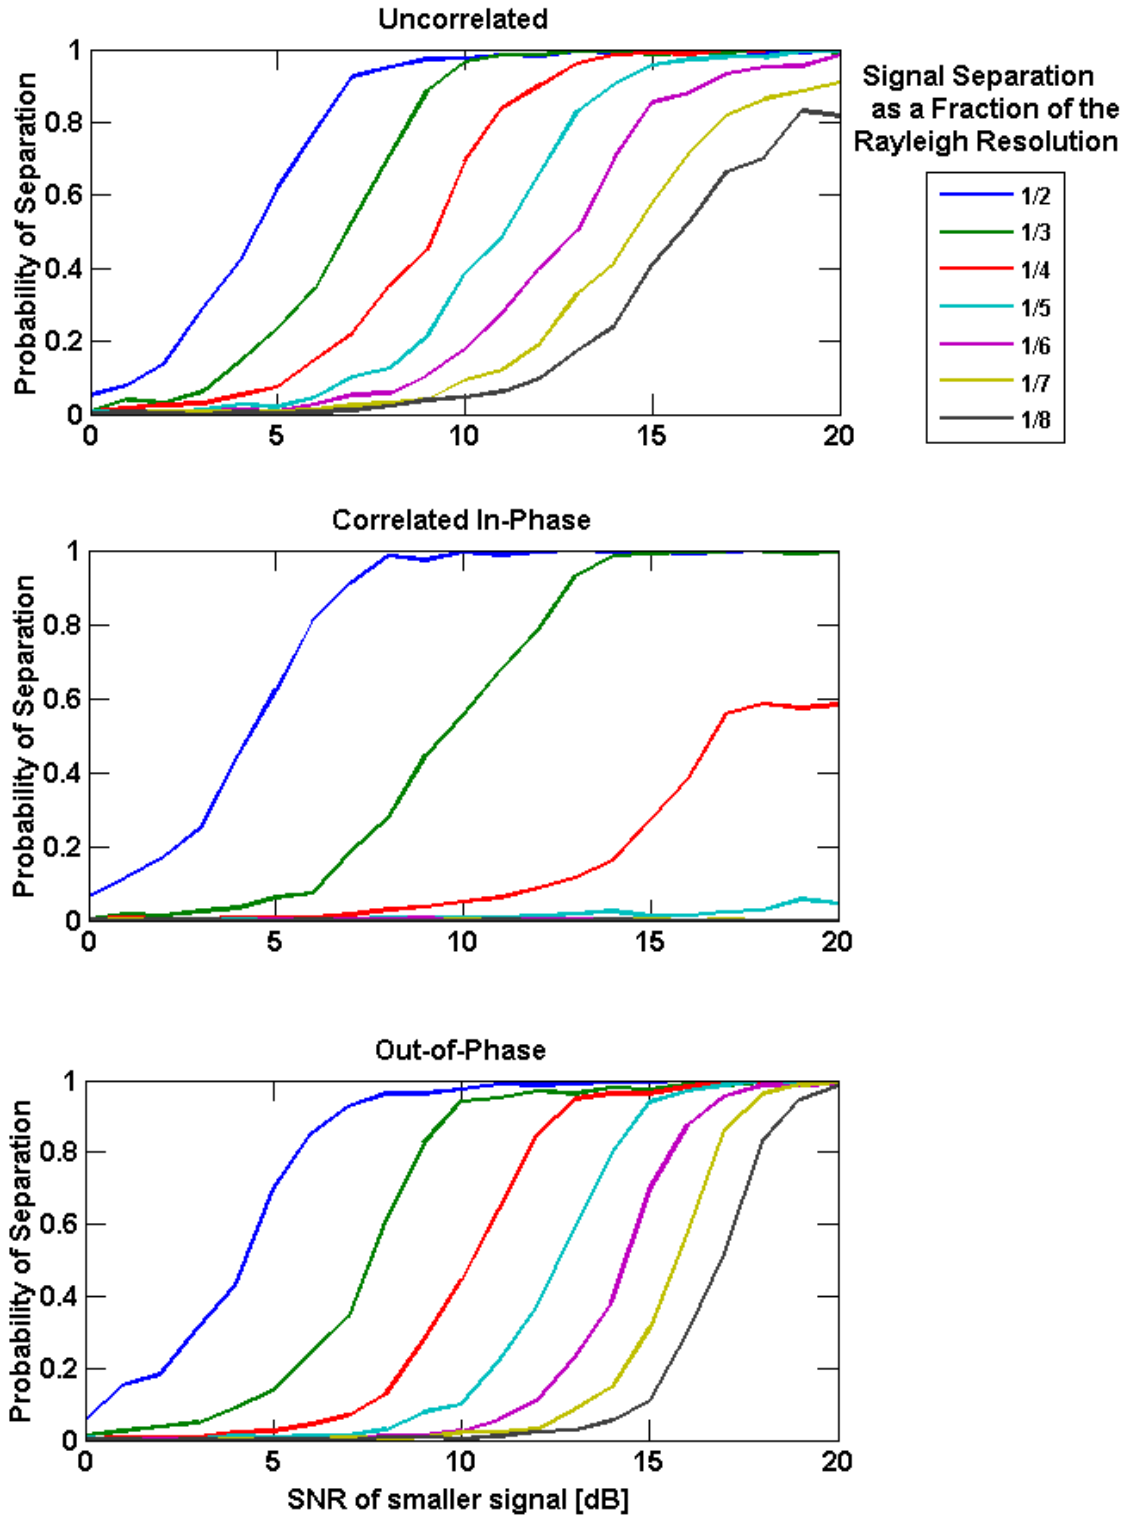 Uncorrelated
Probability of Separation
1
0.8
0.6
0.4
0.2
0
0 5 10 15 20
Signal Separation
as a Fraction of the
Rayleigh Resolution
1/2
1/3
1/4
1/5
1/6
1/7
1/8
Correlated In-Phase
Probability of Separation
1
0.8
0.6
0.4
0.2
0
0 5 10 15 20
Out-of-Phase
Probability of Separation
1
0.8
0.6
0.4
0.2
0
0 5 10 15 20
SNR of smaller signal [dB]